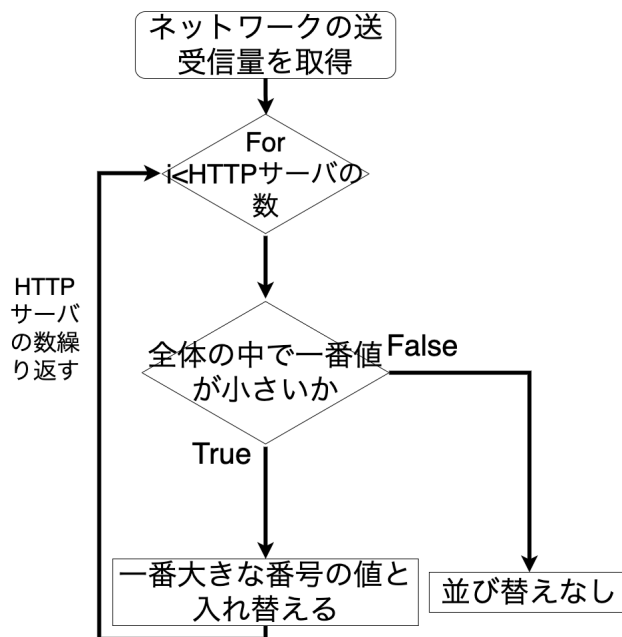 ネットワークの送
受信量を取得
For
i<HTTPサーバの
数
HTTP
サーバ
の数繰
り返す
全体の中で一番値
が小さいか
False
True
一番大きな番号の値と
入れ替える
並び替えなし